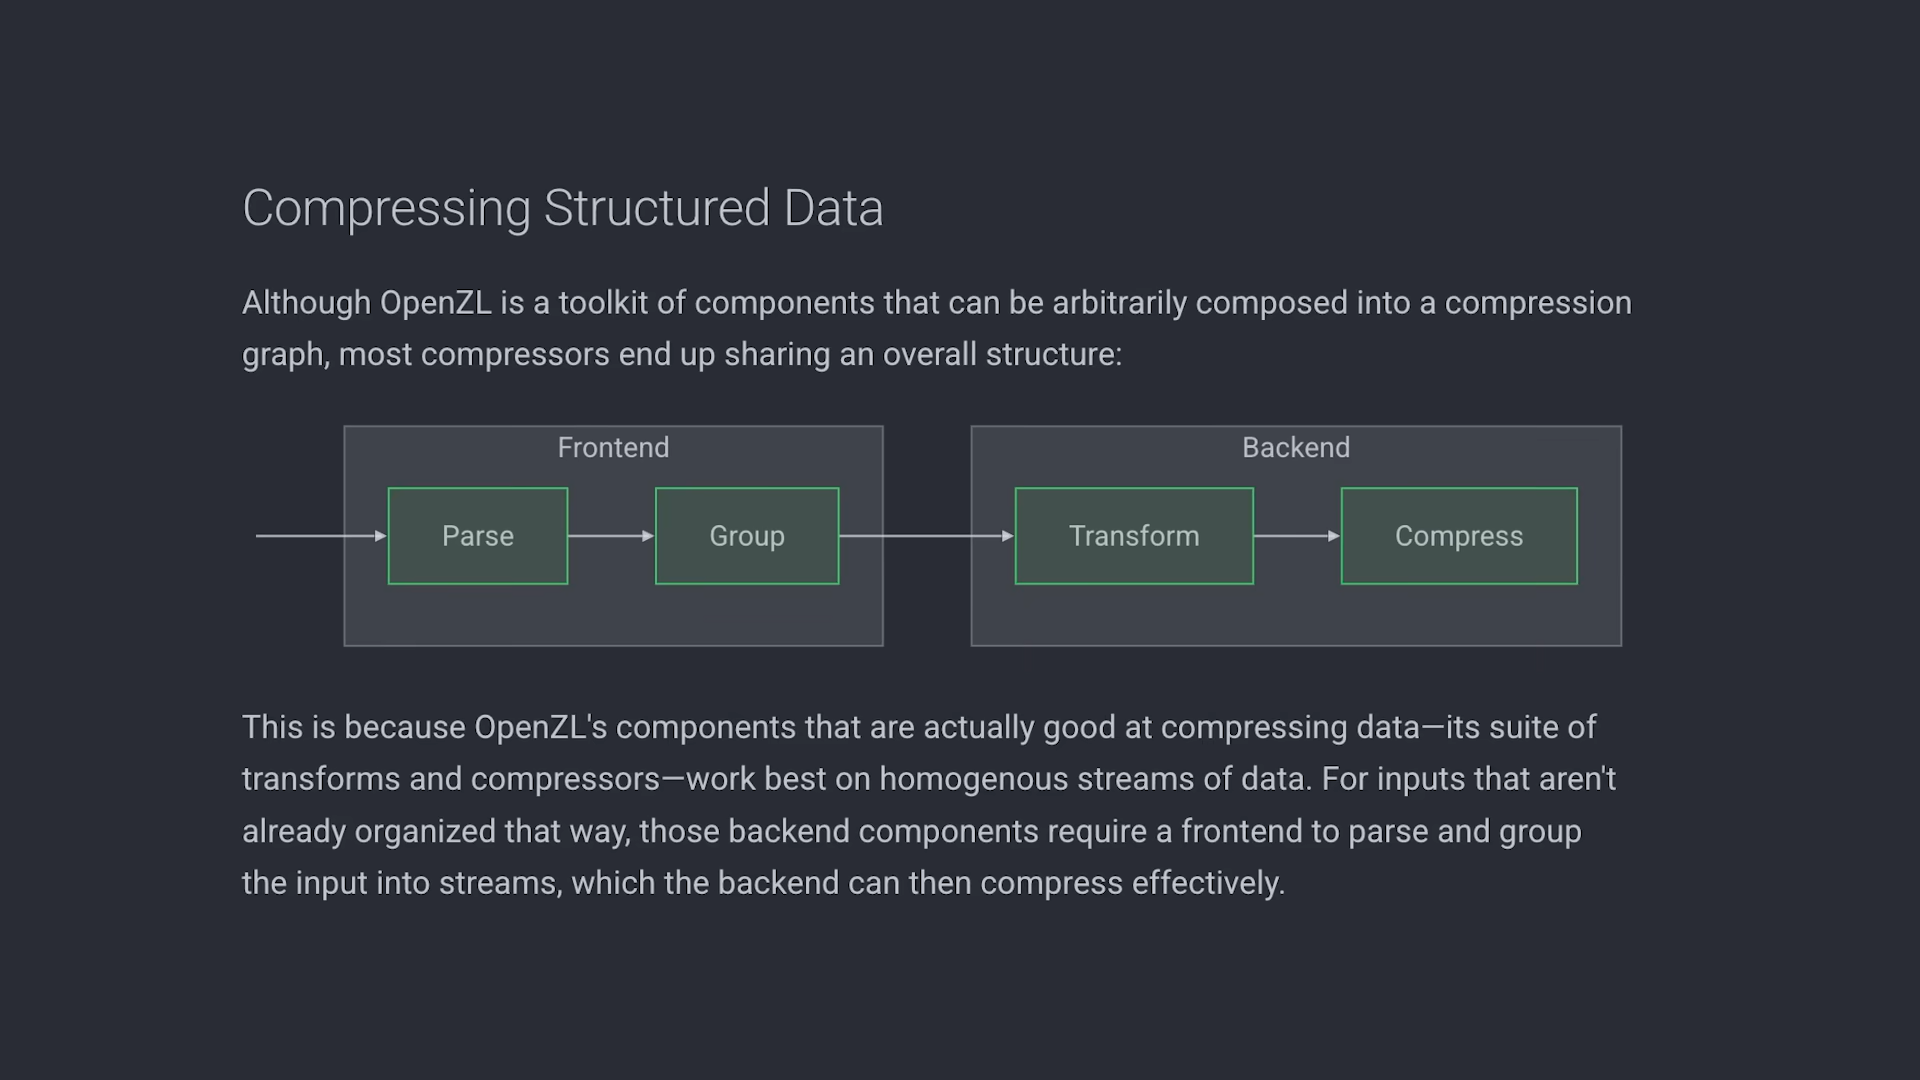 Compressing Structured Data
Although OpenZL is a toolkit of components that can be arbitrarily composed into a compression
graph, most compressors end up sharing an overall structure:
Frontend
Backend
Parse
Group
Transform
Compress
This is because OpenZL's components that are actually good at compressing data—its suite of
transforms and compressors—work best on homogenous streams of data. For inputs that aren't
already organized that way, those backend components require a frontend to parse and group
the input into streams, which the backend can then compress effectively.